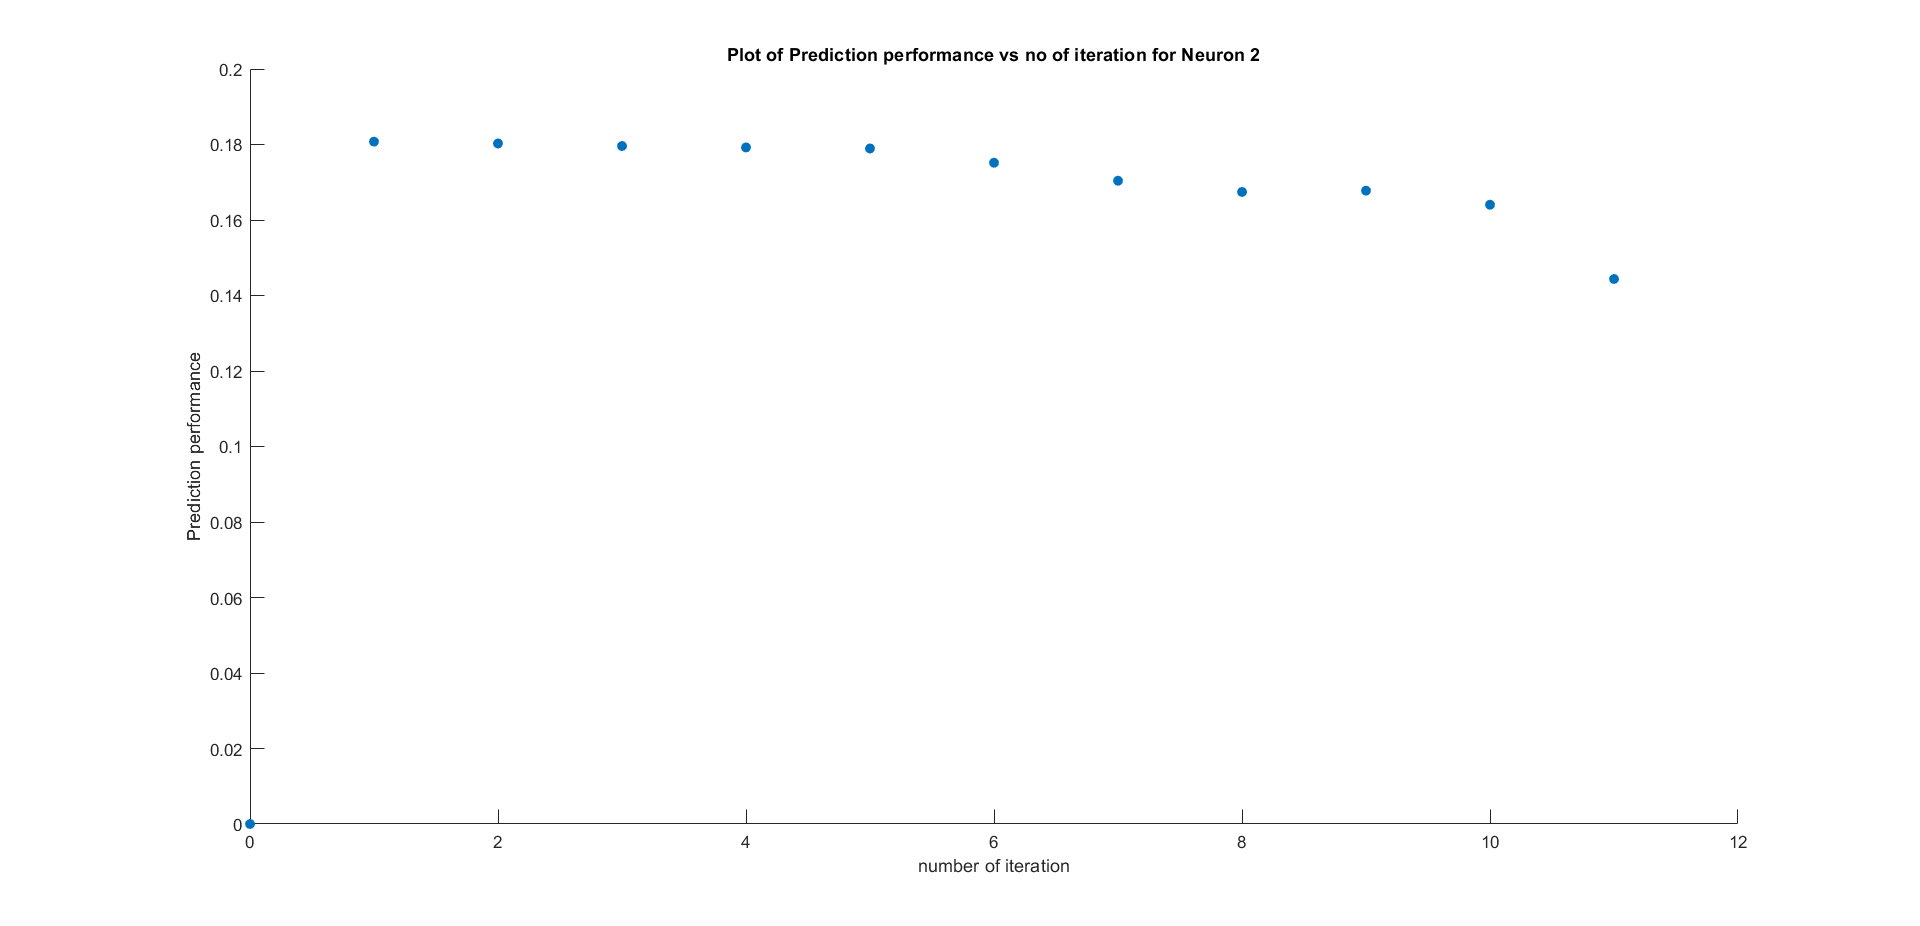 Plot of Prediction performance vs no of iteration for Neuron 2
0.2
0.18
0.16
0.14
0.12
0.1
0.08
0.06
0.04
0.02
0
Prediction performance
0 2 4 6 8 10 12
number of iteration